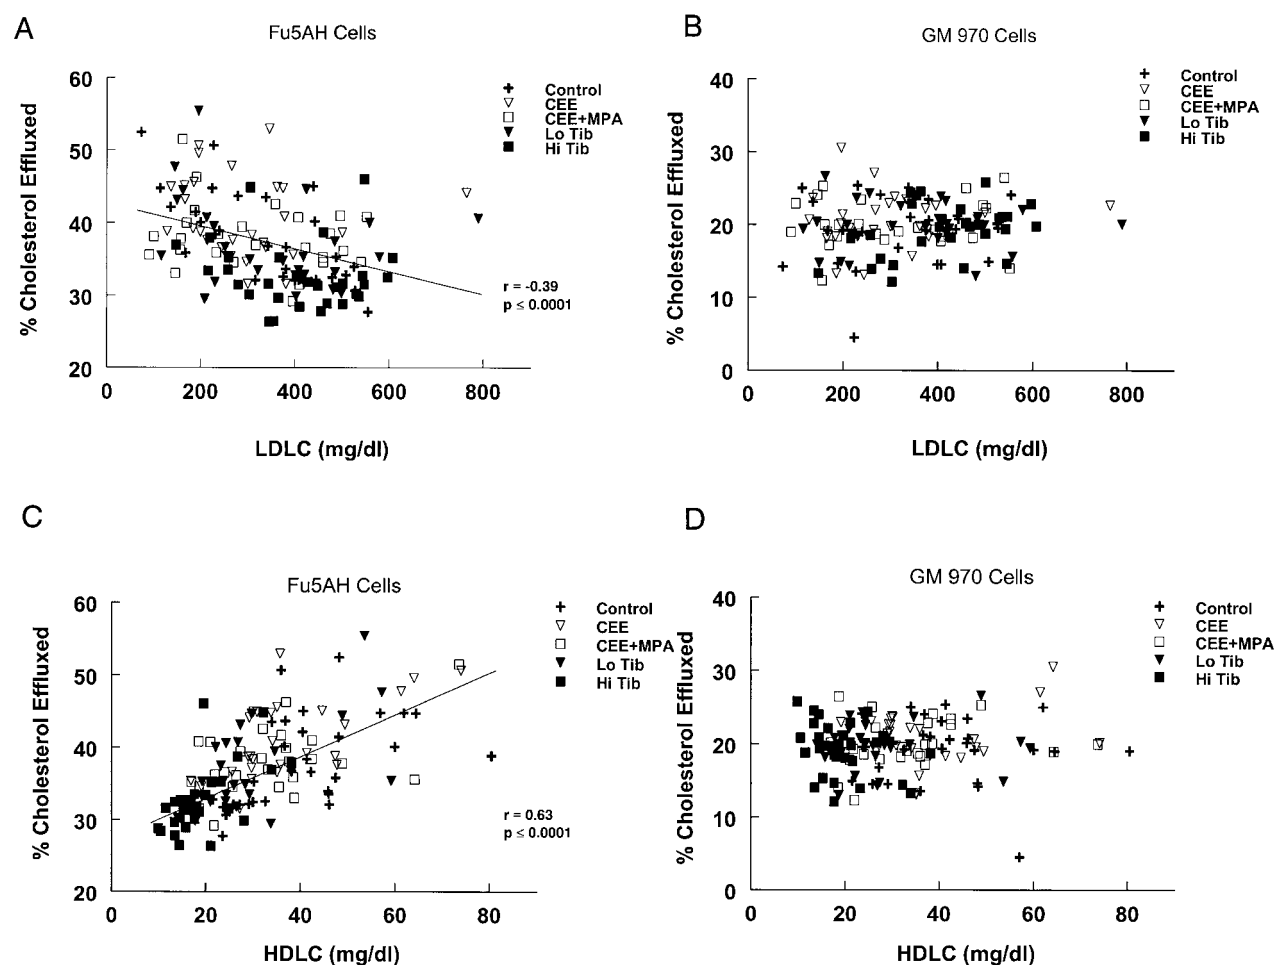 A
Fu5AH Cells
% Cholesterol Effluxed
60
50
40
30
20
0
200
400
600
800
LDLC (mg/dl)
Control
CEE
CEE+MPA
Lo Tib
Hi Tib
r = -0.39
p ≤ 0.0001
B
GM 970 Cells
% Cholesterol Effluxed
40
30
20
10
0
0
200
400
600
800
LDLC (mg/dl)
Control
CEE
CEE+MPA
Lo Tib
Hi Tib
C
Fu5AH Cells
% Cholesterol Effluxed
60
50
40
30
20
0
20
40
60
80
HDLC (mg/dl)
Control
CEE
CEE+MPA
Lo Tib
Hi Tib
r = 0.63
p ≤ 0.0001
D
GM 970 Cells
% Cholesterol Effluxed
40
30
20
10
0
0
20
40
60
80
HDLC (mg/dl)
Control
CEE
CEE+MPA
Lo Tib
Hi Tib